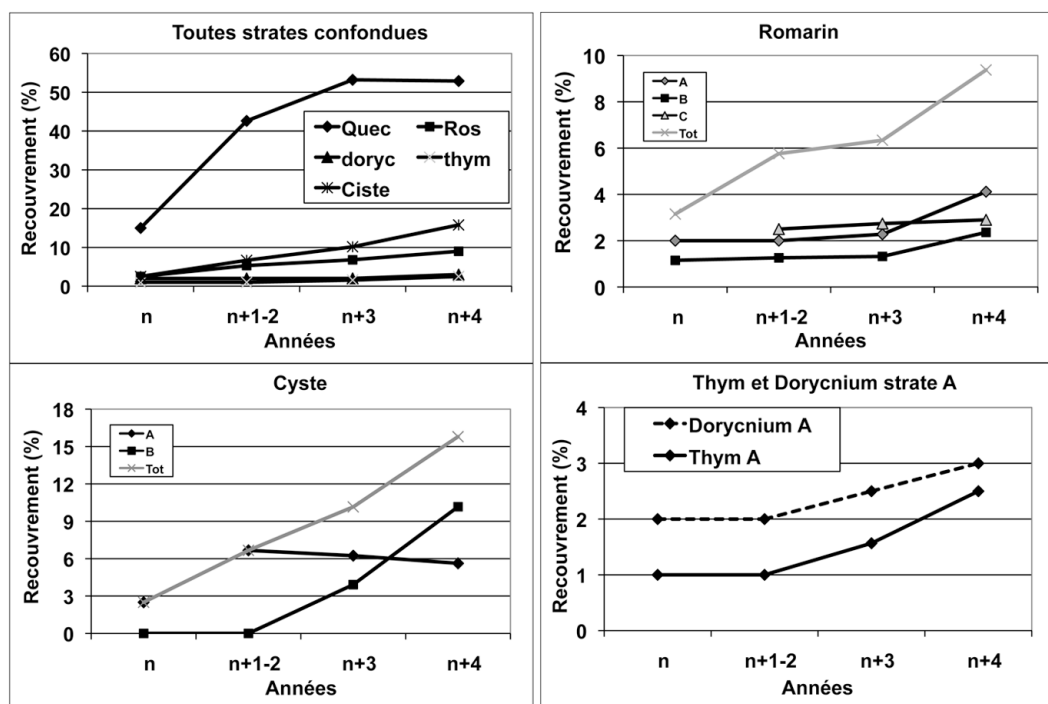 Toutes strates confondues
Recouvrement (%)
60
50
40
30
20
10
0
Quec
Ros
doryc
thym
Ciste
n
n+1-2
n+3
n+4
Années
Romarin
Recouvrement (%)
10
8
6
4
2
0
A
B
C
Tot
n
n+1-2
n+3
n+4
Années
Cyste
Recouvrement (%)
18
15
12
9
6
3
0
A
B
Tot
n
n+1-2
n+3
n+4
Années
Thym et Dorycnium strate A
Recouvrement (%)
4
3
2
1
0
Dorycnium A
Thym A
n
n+1-2
n+3
n+4
Années